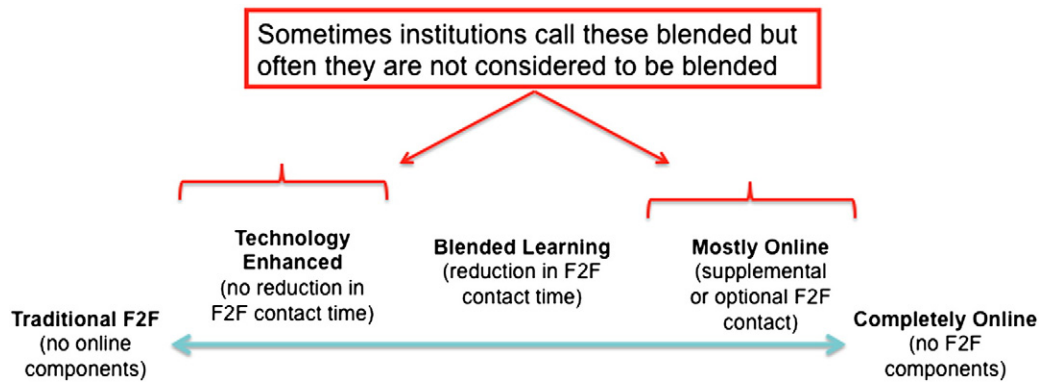 Sometimes institutions call these blended but
often they are not considered to be blended
Technology
Enhanced
(no reduction in
F2F contact time)
Blended Learning
(reduction in F2F
contact time)
Mostly Online
(supplemental
or optional F2F
contact)
Traditional F2F
(no online
components)
Completely Online
(no F2F
components)